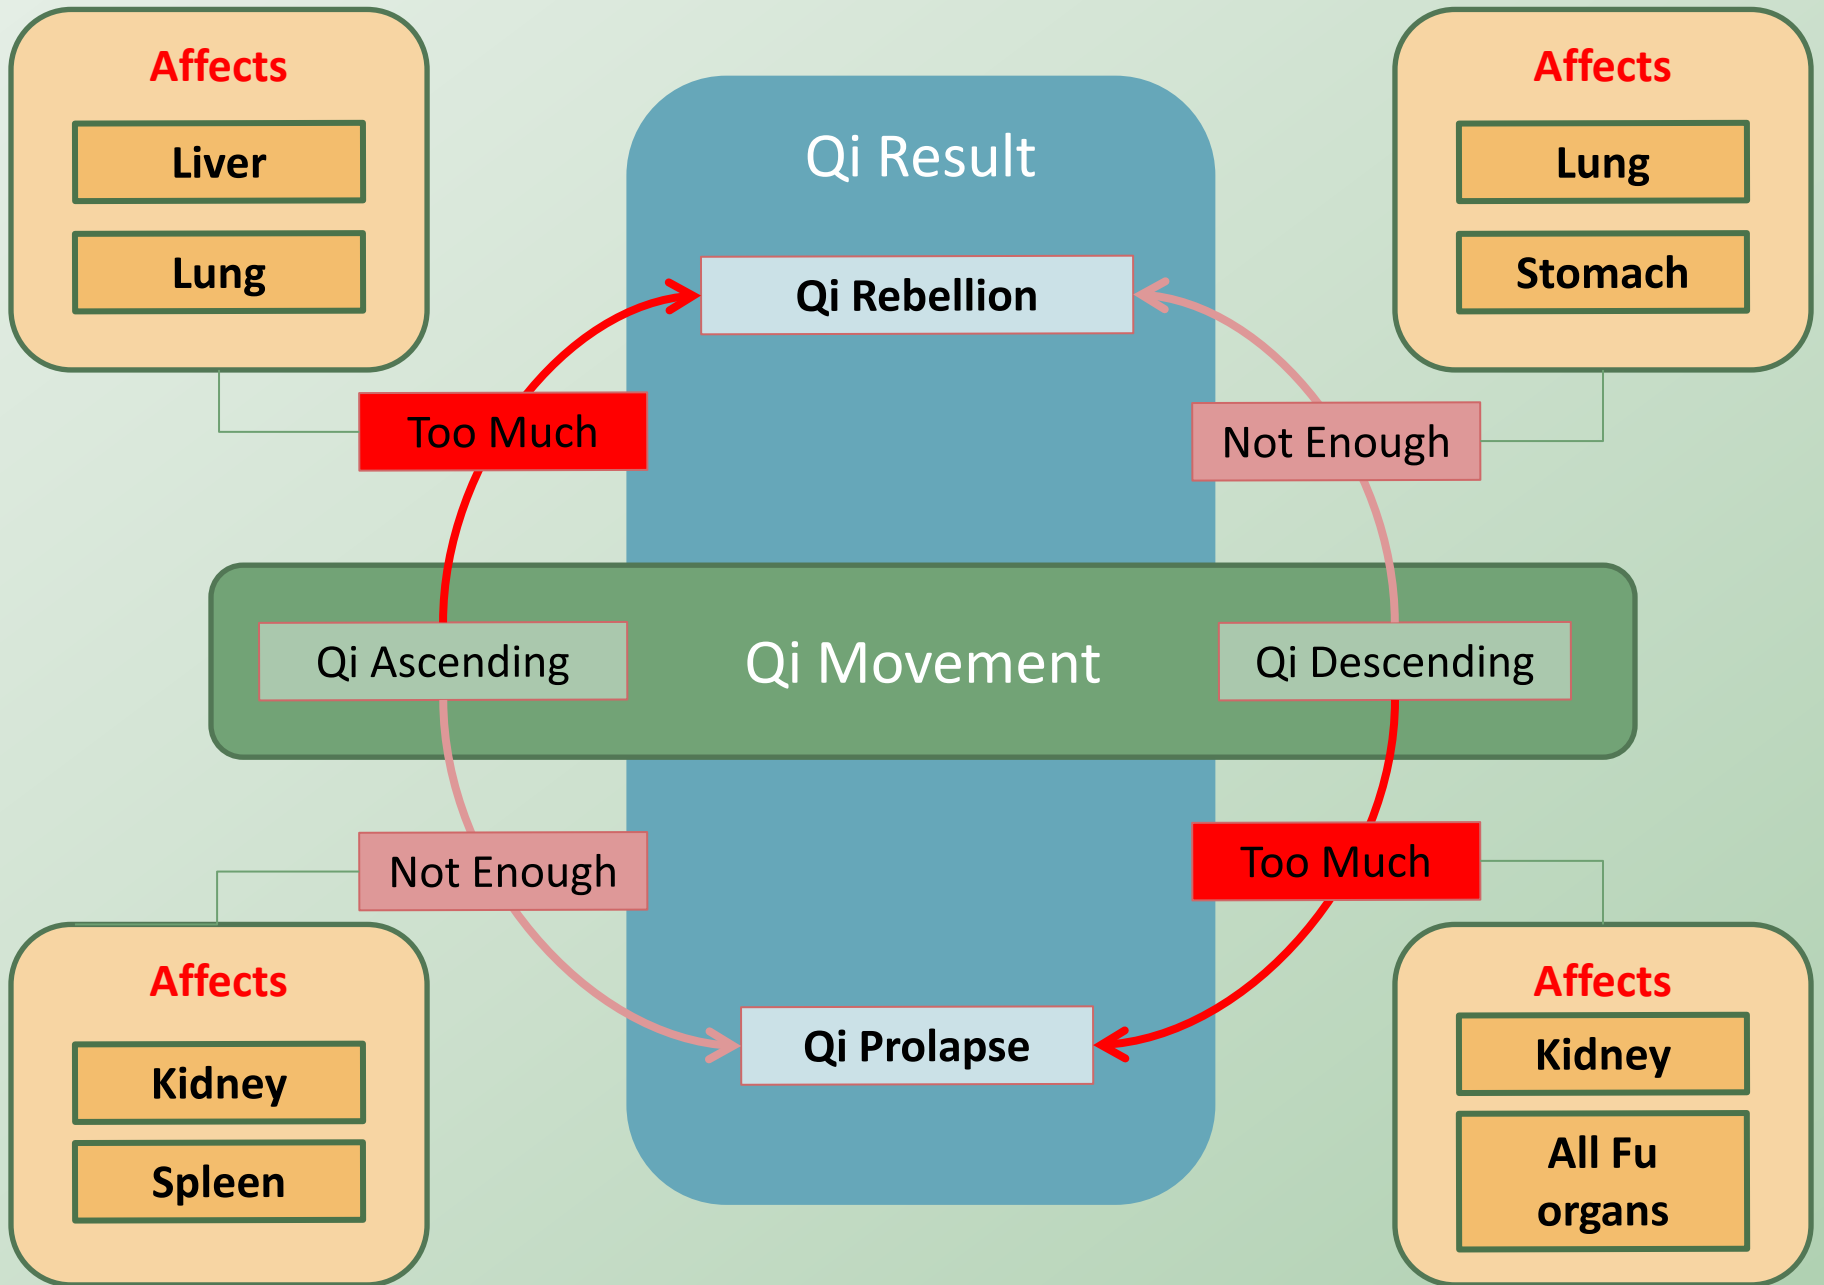 Affects
Liver
Lung
Qi Result
Affects
Lung
Stomach
Qi Rebellion
Too Much
Not Enough
Qi Ascending
Qi Movement
Qi Descending
Not Enough
Too Much
Affects
Kidney
Spleen
Qi Prolapse
Affects
Kidney
All Fu
organs